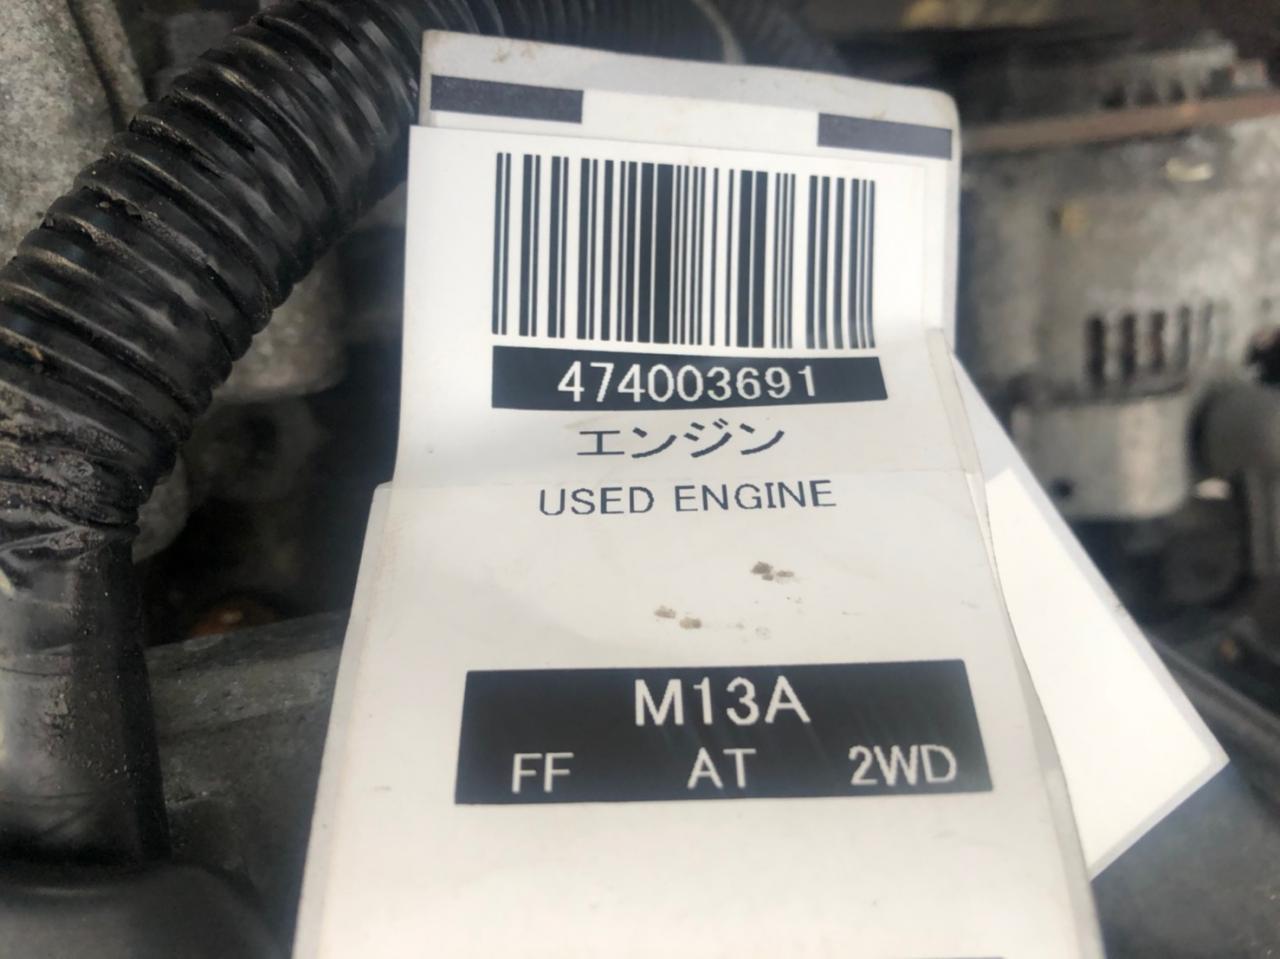 474003691
エンジン
USED ENGINE
M13A
FF AT 2WD